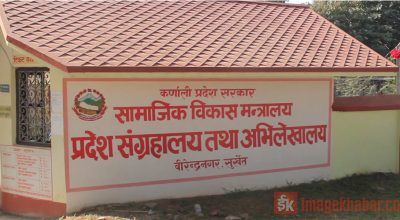 कर्णाली प्रदेश सरकार
सामाजिक विकास मन्त्रालय
प्रदेश संग्रहालय तथा अभिलेखालय
वीरेन्द्रनगर, सुर्खेत
Imagekhabar.co